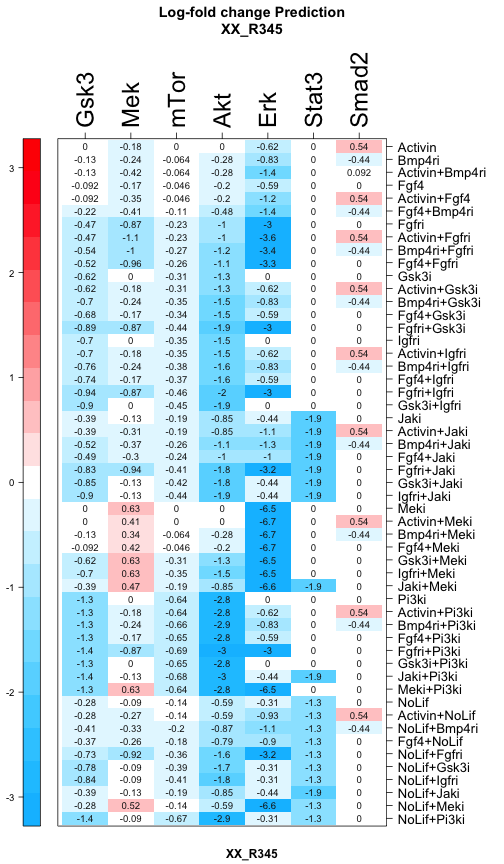 Log-fold change Prediction
XX_R345
Gsk3 Mek mTor Akt Erk Stat3 Smad2
3
2
1
0
-1
-2
-3
0 -0.18 0 0 -0.62 0 0.54 Activin
-0.13 -0.24 -0.064 -0.28 -0.83 0 -0.44 Bmp4ri
-0.13 -0.42 -0.064 -0.28 -1.4 0 0.092 Activin+Bmp4ri
-0.092 -0.17 -0.046 -0.2 -0.59 0 0 Fgf4
-0.092 -0.35 -0.046 -0.2 -1.2 0 0.54 Activin+Fgf4
-0.22 -0.41 -0.11 -0.48 -1.4 0 -0.44 Fgf4+Bmp4ri
-0.47 -0.87 -0.23 -1 -3 0 0 Fgfri
-0.47 -1.1 -0.23 -1 -3.6 0 0.54 Activin+Fgfri
-0.54 -1 -0.27 -1.2 -3.4 0 -0.44 Bmp4ri+Fgfri
-0.52 -0.96 -0.26 -1.1 -3.3 0 0 Fgf4+Fgfri
-0.62 0 -0.31 -1.3 0 0 0 Gsk3i
-0.62 -0.18 -0.31 -1.3 -0.62 0 0.54 Activin+Gsk3i
-0.7 -0.24 -0.35 -1.5 -0.83 0 -0.44 Bmp4ri+Gsk3i
-0.68 -0.17 -0.34 -1.5 -0.59 0 0 Fgf4+Gsk3i
-0.89 -0.87 -0.44 -1.9 -3 0 0 Fgfri+Gsk3i
-0.7 0 -0.35 -1.5 0 0 0 Igfri
-0.7 -0.18 -0.35 -1.5 -0.62 0 0.54 Activin+Igfri
-0.76 -0.24 -0.38 -1.6 -0.83 0 -0.44 Bmp4ri+Igfri
-0.74 -0.17 -0.37 -1.6 -0.59 0 0 Fgf4+Igfri
-0.94 -0.87 -0.46 -2 -3 0 0 Fgfri+Igfri
-0.9 0 -0.45 -1.9 0 0 0 Gsk3i+Igfri
-0.39 -0.13 -0.19 -0.85 -0.44 -1.9 0 Jaki
-0.39 -0.31 -0.19 -0.85 -1.1 -1.9 0.54 Activin+Jaki
-0.52 -0.37 -0.26 -1.1 -1.3 -1.9 -0.44 Bmp4ri+Jaki
-0.49 -0.3 -0.24 -1 -1 -1.9 0 Fgf4+Jaki
-0.83 -0.94 -0.41 -1.8 -3.2 -1.9 0 Fgfri+Jaki
-0.85 -0.13 -0.42 -1.8 -0.44 -1.9 0 Gsk3i+Jaki
-0.9 -0.13 -0.44 -1.9 -0.44 -1.9 0 Igfri+Jaki
0 0.63 0 0 -6.5 0 0 Meki
0 0.41 0 0 -6.7 0 0.54 Activin+Meki
-0.13 0.34 -0.064 -0.28 -6.7 0 -0.44 Bmp4ri+Meki
-0.092 0.42 -0.046 -0.2 -6.7 0 0 Fgf4+Meki
-0.62 0.63 -0.31 -1.3 -6.5 0 0 Gsk3i+Meki
-0.7 0.63 -0.35 -1.5 -6.5 0 0 Igfri+Meki
-0.39 0.47 -0.19 -0.85 -6.6 -1.9 0 Jaki+Meki
-1.3 0 -0.64 -2.8 0 0 0 Pi3ki
-1.3 -0.18 -0.64 -2.8 -0.62 0 0.54 Activin+Pi3ki
-1.3 -0.24 -0.66 -2.9 -0.83 0 -0.44 Bmp4ri+Pi3ki
-1.3 -0.17 -0.65 -2.8 -0.59 0 0 Fgf4+Pi3ki
-1.4 -0.87 -0.69 -3 -3 0 0 Fgfri+Pi3ki
-1.3 0 -0.65 -2.8 0 0 0 Gsk3i+Pi3ki
-1.4 -0.13 -0.68 -3 -0.44 -1.9 0 Jaki+Pi3ki
-1.3 0.63 -0.64 -2.8 -6.5 0 0 Meki+Pi3ki
-0.28 -0.09 -0.14 -0.59 -0.31 -1.3 0 NoLif
-0.28 -0.27 -0.14 -0.59 -0.93 -1.3 0.54 Activin+NoLif
-0.41 -0.33 -0.2 -0.87 -1.1 -1.3 -0.44 NoLif+Bmp4ri
-0.37 -0.26 -0.18 -0.79 -0.9 -1.3 0 Fgf4+NoLif
-0.73 -0.92 -0.36 -1.6 -3.2 -1.3 0 NoLif+Fgfri
-0.78 -0.09 -0.39 -1.7 -0.31 -1.3 0 NoLif+Gsk3i
-0.84 -0.09 -0.41 -1.8 -0.31 -1.3 0 NoLif+Igfri
-0.39 -0.13 -0.19 -0.85 -0.44 -1.9 0 NoLif+Jaki
-0.28 0.52 -0.14 -0.59 -6.6 -1.3 0 NoLif+Meki
-1.4 -0.09 -0.67 -2.9 -0.31 -1.3 0 NoLif+Pi3ki
XX_R345